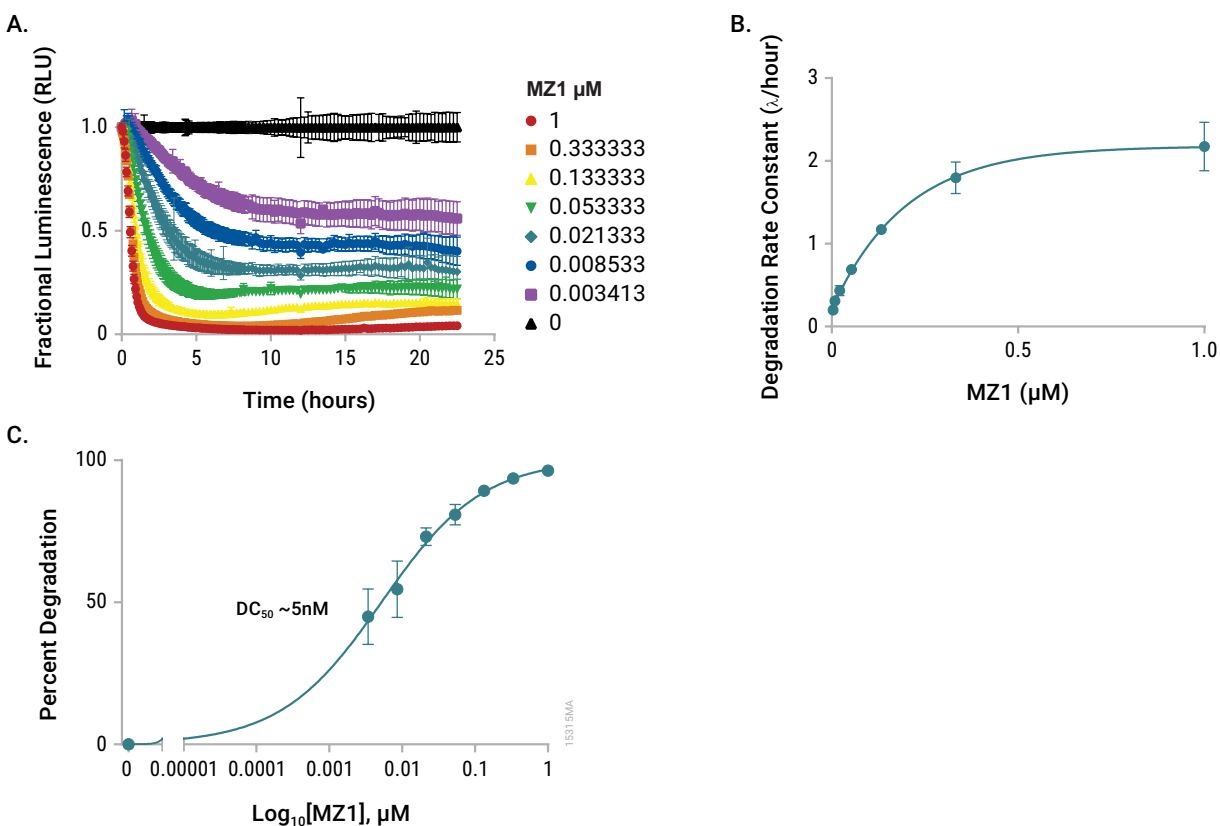 A.
Fractional Luminescence (RLU)
1.0
0.5
0
0 5 10 15 20 25
Time (hours)
MZ1 µM
1
0.333333
0.133333
0.053333
0.021333
0.008533
0.003413
0
B.
Degradation Rate Constant (λ/hour)
3
2
1
0
0 0.5 1.0
MZ1 (µM)
C.
Percent Degradation
100
50
0
DC₅₀ ~5nM
0 0.00001 0.0001 0.001 0.01 0.1 1
Log₁₀[MZ1], µM
15315MA